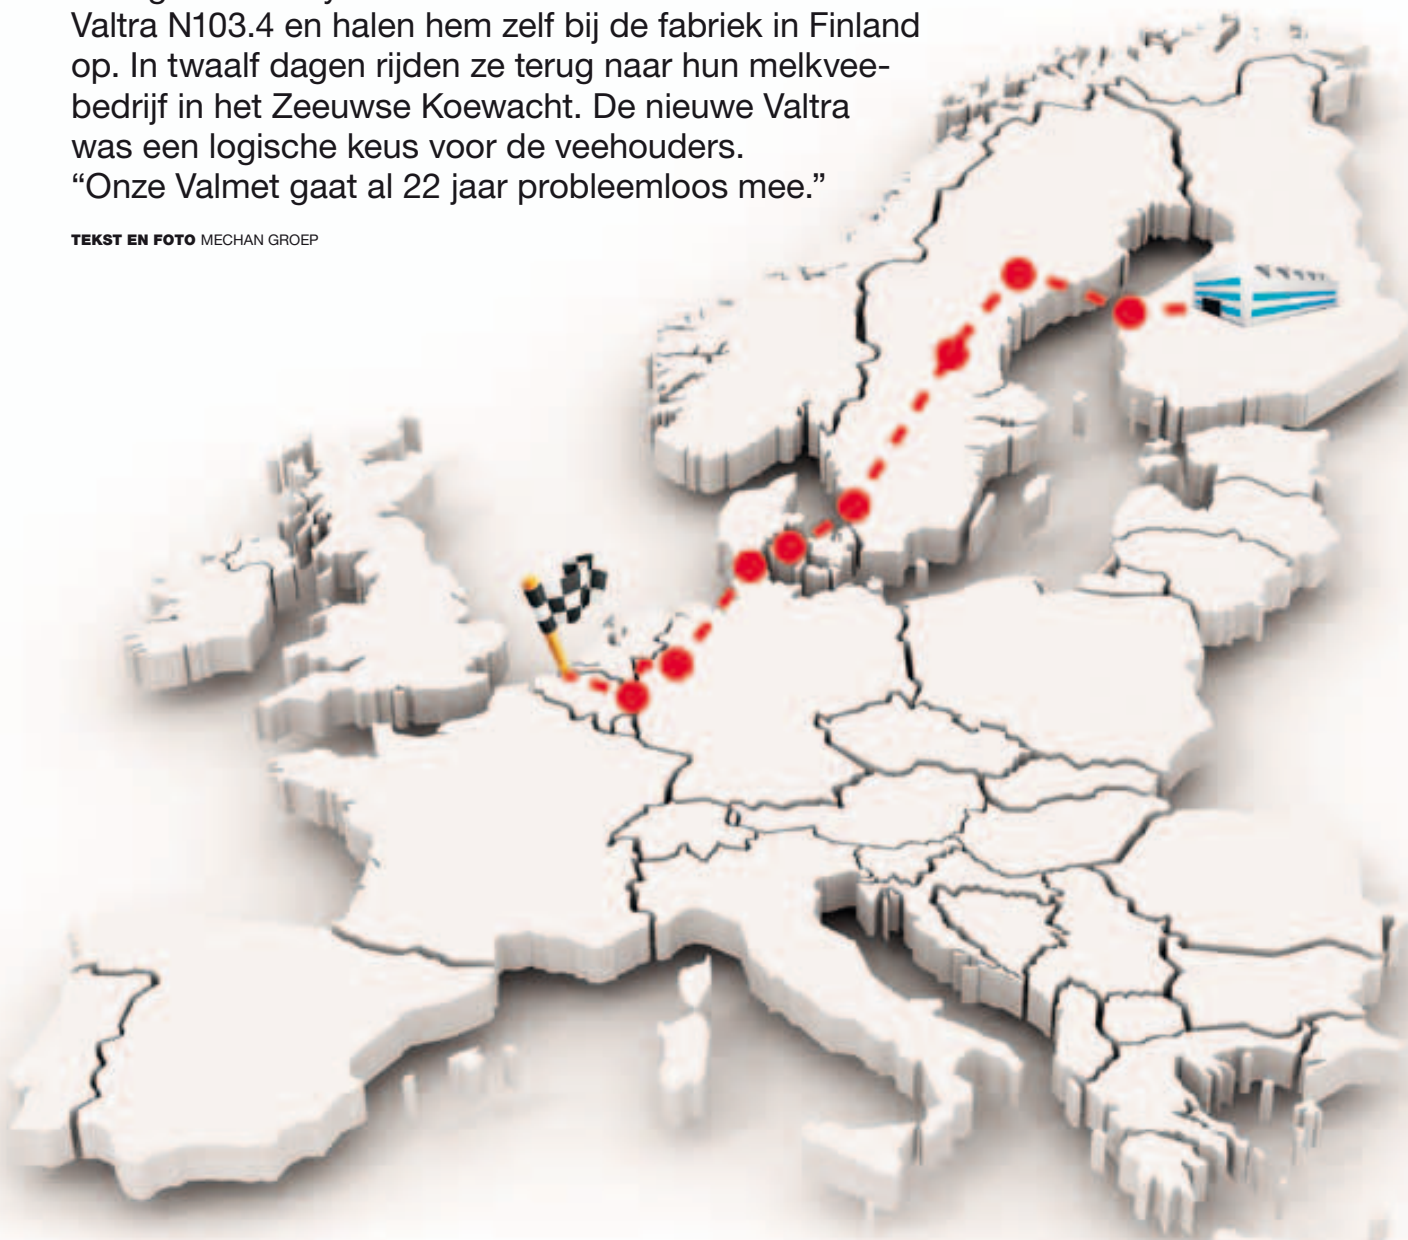 Valtra N103.4 en halen hem zelf bij de fabriek in Finland
op. In twaalf dagen rijden ze terug naar hun melkvee-
bedrijf in het Zeeuwse Koewacht. De nieuwe Valtra
was een logische keus voor de veehouders.
“Onze Valmet gaat al 22 jaar probleemloos mee.”
TEKST EN FOTO MECHAN GROEP